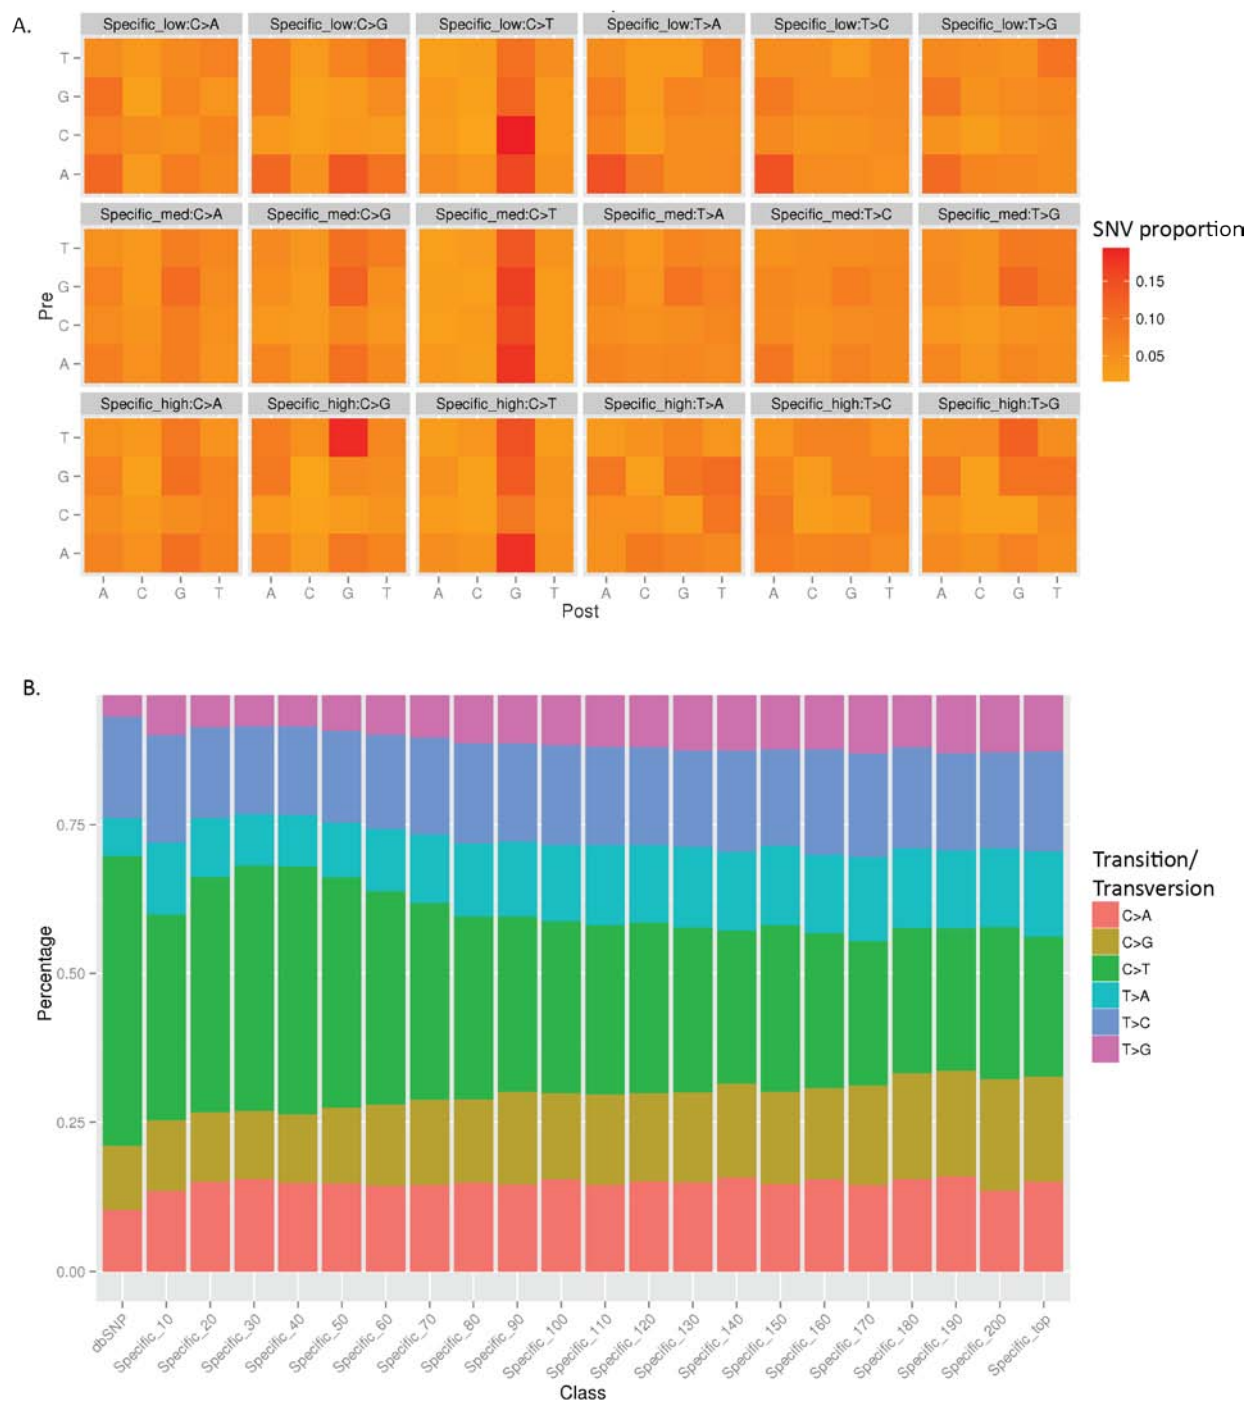 A.
Specific_low:C>A Specific_low:C>G Specific_low:C>T Specific_low:T>A Specific_low:T>C Specific_low:T>G
T
G
C
A
Specific_med:C>A Specific_med:C>G Specific_med:C>T Specific_med:T>A Specific_med:T>C Specific_med:T>G
T
G
C
A
Pre
Specific_high:C>A Specific_high:C>G Specific_high:C>T Specific_high:T>A Specific_high:T>C Specific_high:T>G
T
G
C
A
A C G T A C G T A C G T A C G T A C G T A C G T
Post
SNV proportion
0.15
0.10
0.05
B.
Percentage
0.75
0.50
0.25
0.00
dbSNP Specific_10 Specific_20 Specific_30 Specific_40 Specific_50 Specific_60 Specific_70 Specific_80 Specific_90 Specific_100 Specific_110 Specific_120 Specific_130 Specific_140 Specific_150 Specific_160 Specific_170 Specific_180 Specific_190 Specific_200 Specific_top
Class
Transition/
Transversion
C>A
C>G
C>T
T>A
T>C
T>G